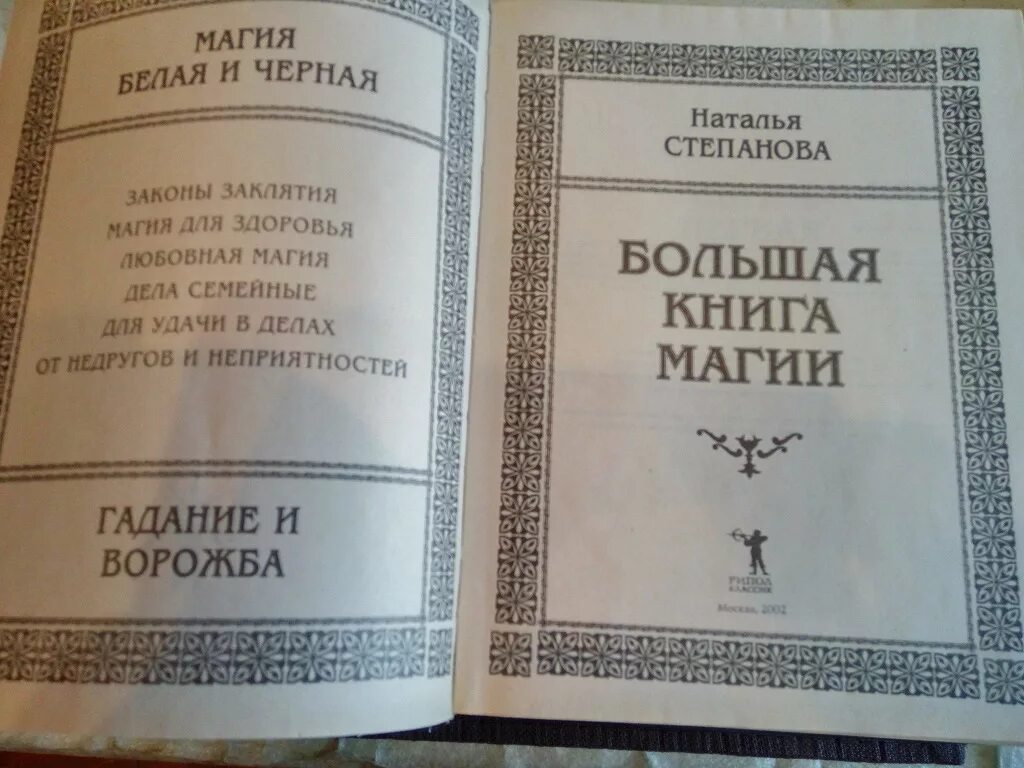 МАГИЯ
БЕЛАЯ И ЧЕРНАЯ
ЗАКОНЫ ЗАКЛЯТИЯ
МАГИЯ ДЛЯ ЗДОРОВЬЯ
ЛЮБОВНАЯ МАГИЯ
ДЕЛА СЕМЕЙНЫЕ
ДЛЯ УДАЧИ В ДЕЛАХ
ОТ НЕДРУГОВ И НЕПРИЯТНОСТЕЙ
ГАДАНИЕ И
ВОРОЖБА
Наталья
СТЕПАНОВА
БОЛЬШАЯ
КНИГА
МАГИИ
РИПОЛ
КЛАССИК
Москва, 2002